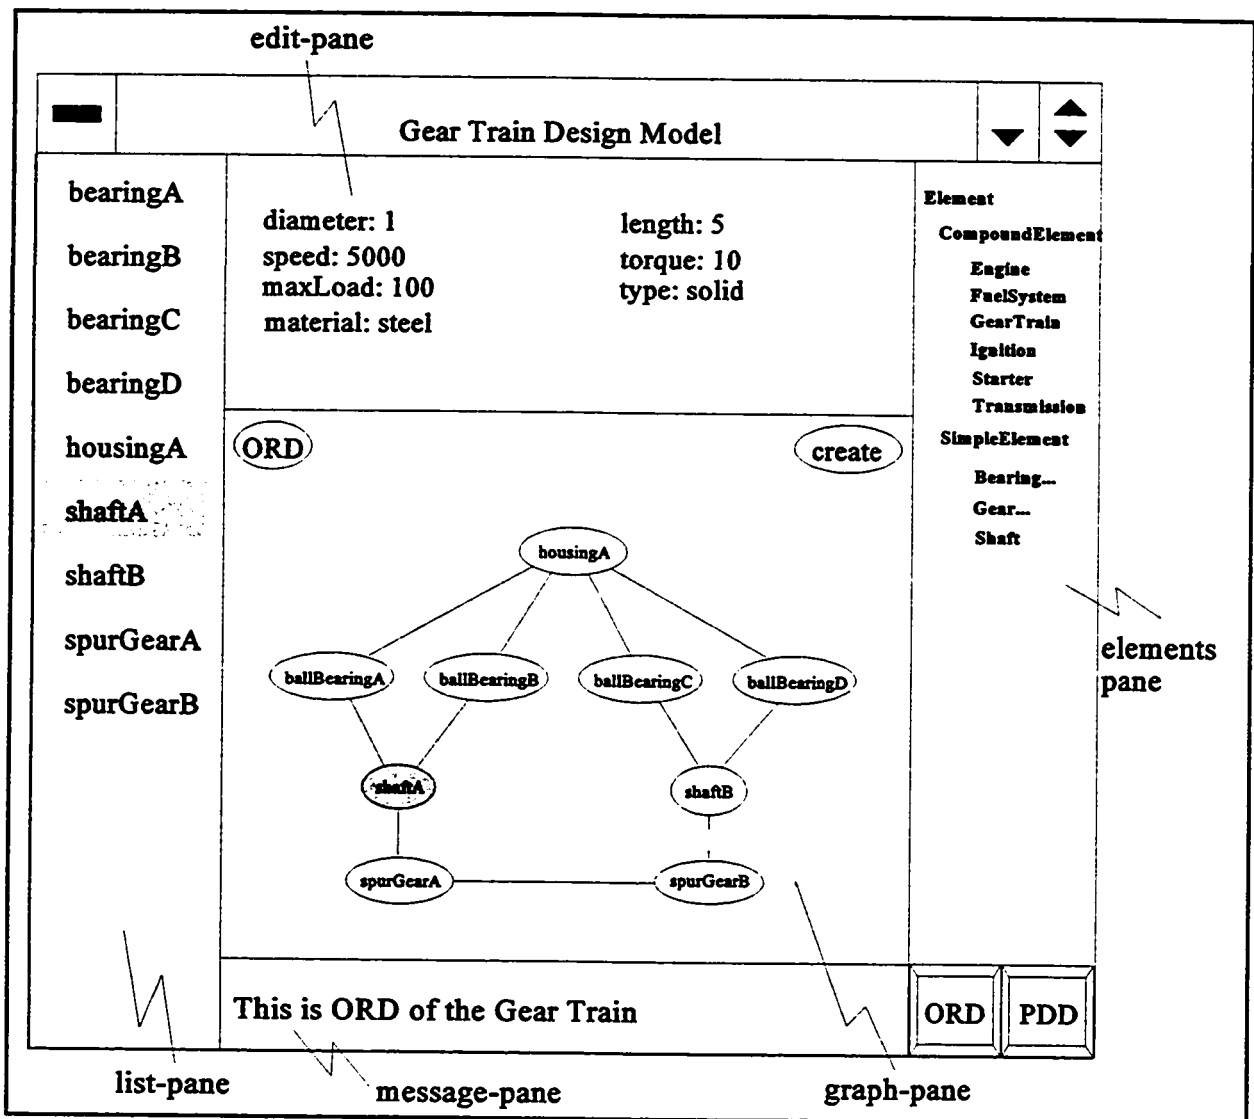 edit-pane
Gear Train Design Model
bearingA
bearingB
bearingC
bearingD
housingA
shaftA
shaftB
spurGearA
spurGearB
diameter: 1
speed: 5000
maxLoad: 100
material: steel
length: 5
torque: 10
type: solid
ORD
create
housingA
ballBearingA
ballBearingB
ballBearingC
ballBearingD
shaftA
shaftB
spurGearA
spurGearB
Element
CompoundElement
Engine
FuelSystem
GearTrain
Ignition
Starter
Transmission
SimpleElement
Bearing...
Gear...
Shaft
elements
pane
This is ORD of the Gear Train
ORD
PDD
list-pane
message-pane
graph-pane